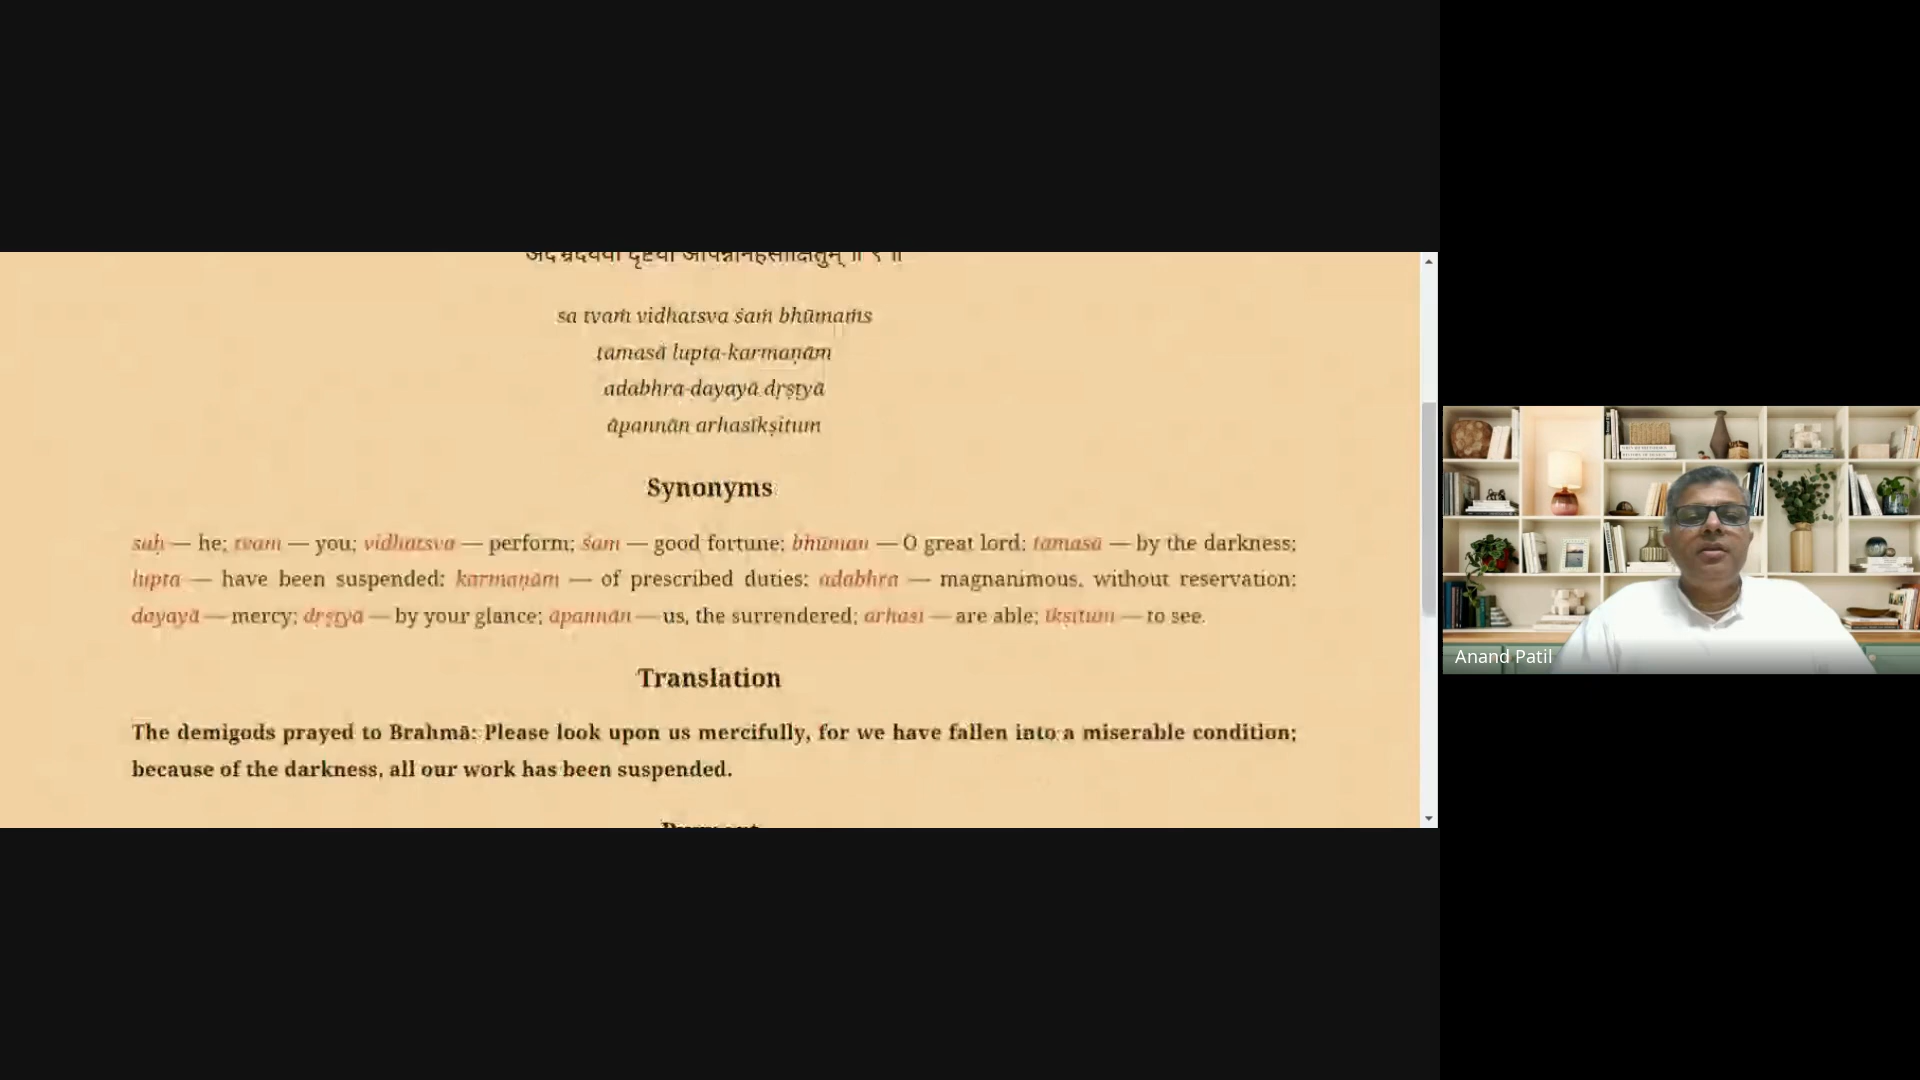 sa tvaṁ vidhatsva śaṁ bhūmaṁs
tamasā lupta-karmaṇām
adabhra-dayayā dṛṣṭyā
āpannān arhasīkṣitum
Synonyms
saḥ — he; tvam — you; vidhatsva — perform; śam — good fortune; bhūman — O great lord; tamasā — by the darkness;
lupta — have been suspended; karmaṇām — of prescribed duties; adabhra — magnanimous, without reservation;
dayayā — mercy; dṛṣṭyā — by your glance; āpannān — us, the surrendered; arhasi — are able; īkṣitum — to see.
Translation
The demigods prayed to Brahmā: Please look upon us mercifully, for we have fallen into a miserable condition;
because of the darkness, all our work has been suspended.
Anand Patil